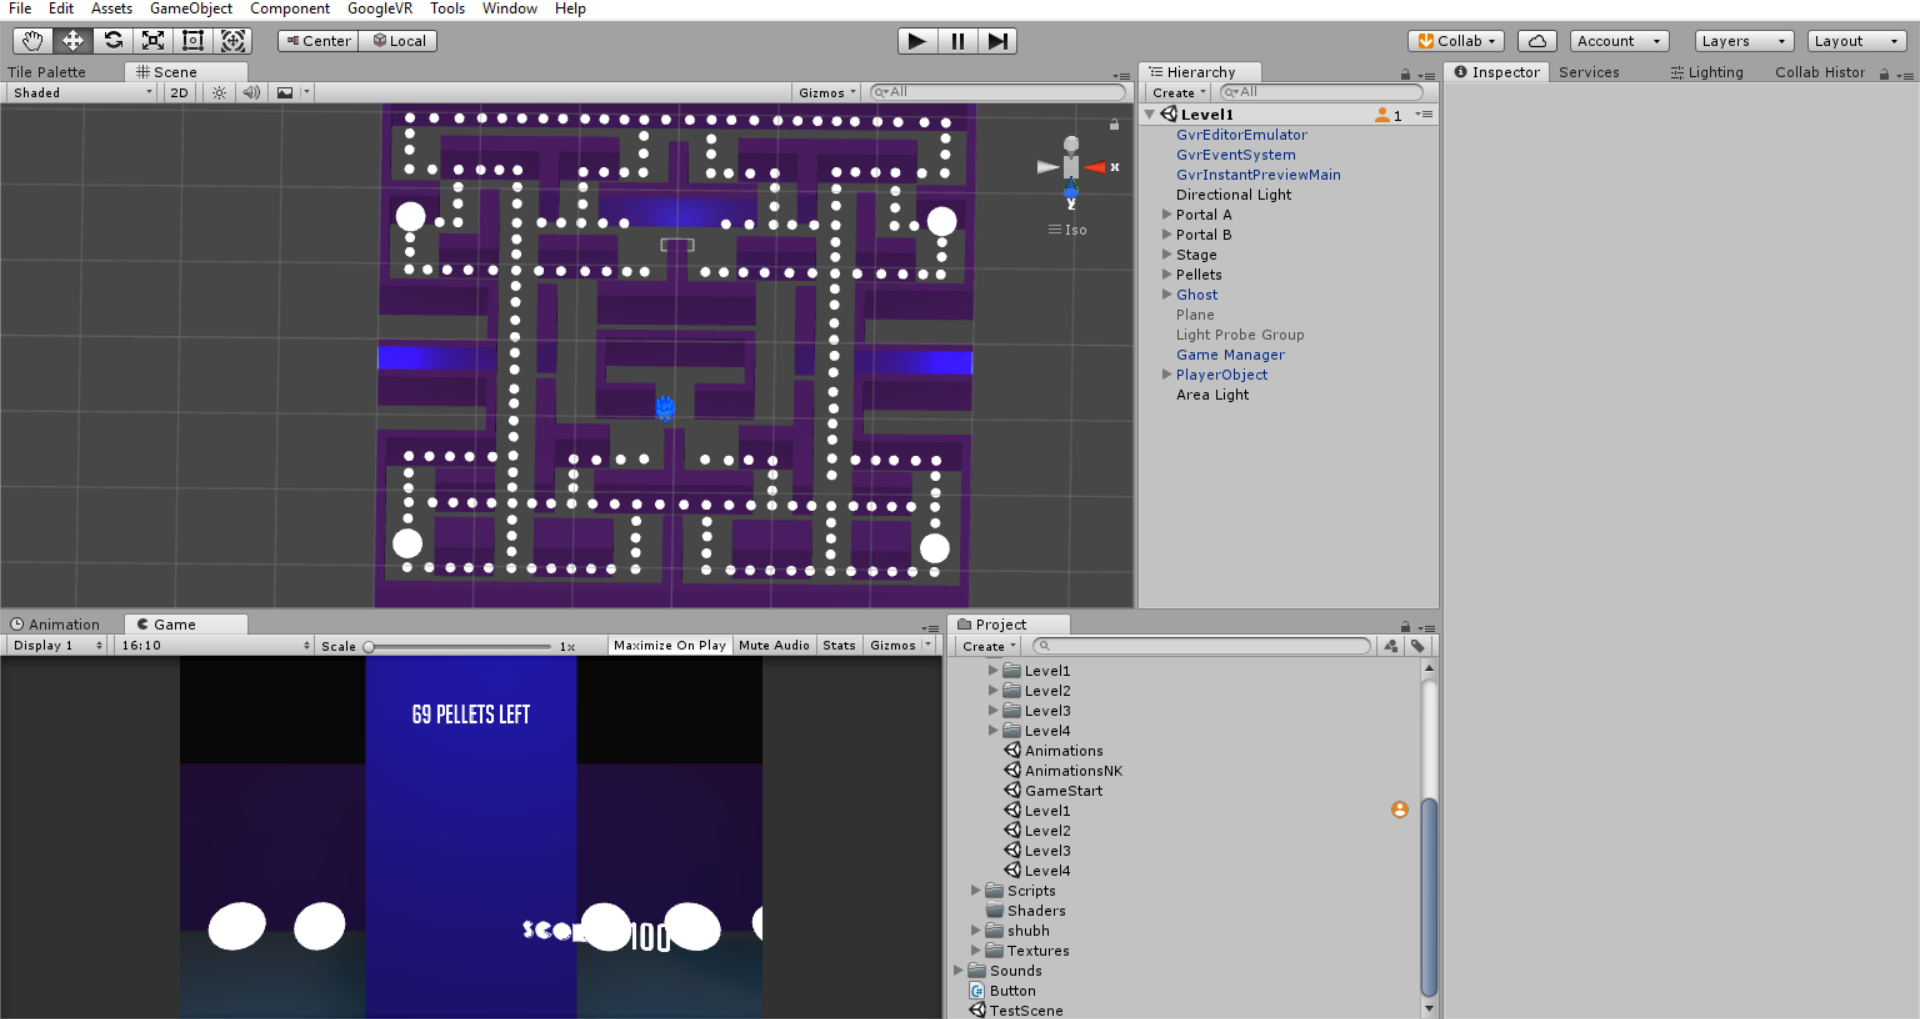 File Edit Assets GameObject Component GoogleVR Tools Window Help
Center Local Collab Account Layers Layout
Tile Palette Scene
Shaded 2D Gizmos All
x
y
Iso
Hierarchy
Create All
Level1 1
GvrEditorEmulator
GvrEventSystem
GvrInstantPreviewMain
Directional Light
Portal A
Portal B
Stage
Pellets
Ghost
Plane
Light Probe Group
Game Manager
PlayerObject
Area Light
Inspector Services Lighting Collab Histor
Animation Game
Display 1 16:10 Scale 1x Maximize On Play Mute Audio Stats Gizmos
69 PELLETS LEFT
100
Project
Create
Level1
Level2
Level3
Level4
Animations
AnimationsNK
GameStart
Level1
Level2
Level3
Level4
Scripts
Shaders
shubh
Textures
Sounds
Button
TestScene